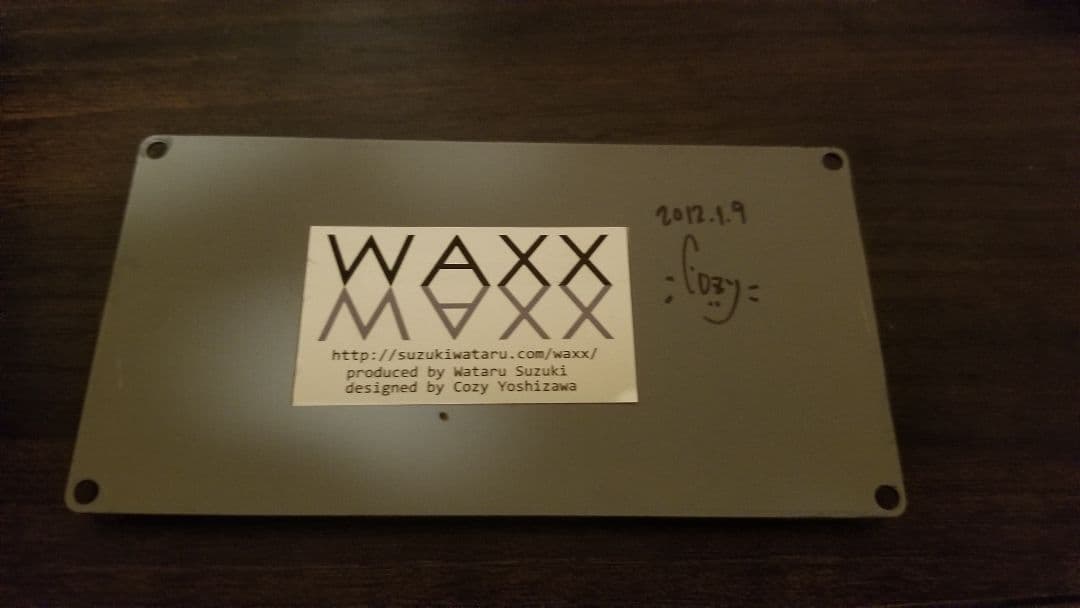 WAXX
WAXX
http://suzukiwataru.com/waxx/
produced by Wataru Suzuki
designed by Cozy Yoshizawa
2012.1.9
Cozy